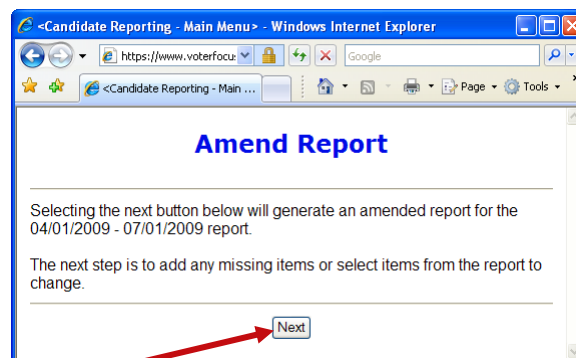 <Candidate Reporting - Main Menu> - Windows Internet Explorer
https://www.voterfocu:
Google
<Candidate Reporting - Main ...
Page
Tools
Amend Report
Selecting the next button below will generate an amended report for the
04/01/2009 - 07/01/2009 report.
The next step is to add any missing items or select items from the report to
change.
Next